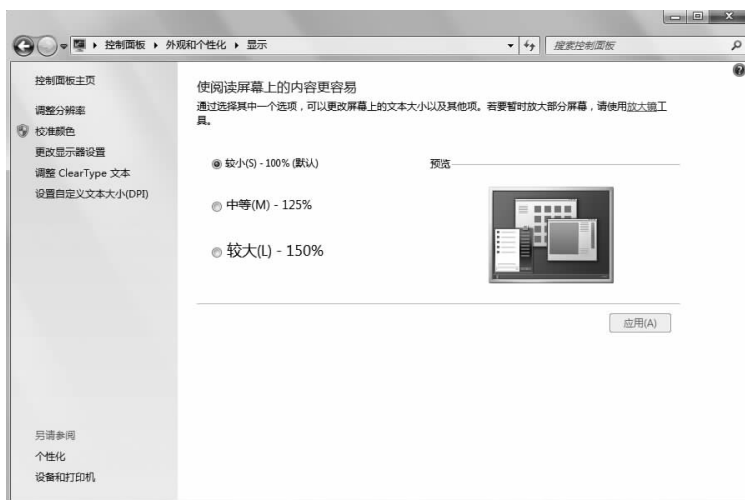 控制面板 ▸ 外观和个性化 ▸ 显示
搜索控制面板
控制面板主页
调整分辨率
校准颜色
更改显示器设置
调整 ClearType 文本
设置自定义文本大小(DPI)
另请参阅
个性化
设备和打印机
使阅读屏幕上的内容更容易
通过选择其中一个选项，可以更改屏幕上的文本大小以及其他项。若要暂时放大部分屏幕，请使用放大镜工
具。
较小(S) - 100% (默认)
预览
中等(M) - 125%
较大(L) - 150%
应用(A)